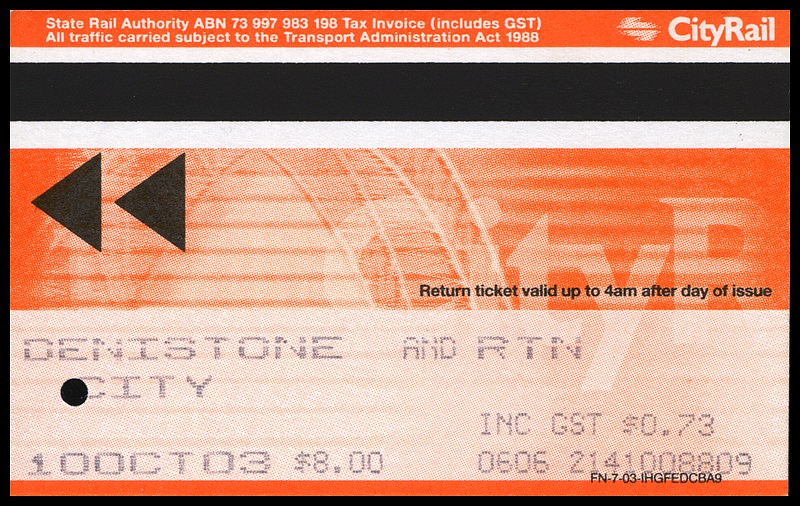 State Rail Authority ABN 73 997 983 198 Tax Invoice (includes GST)
All traffic carried subject to the Transport Administration Act 1988
CityRail
CityR
Return ticket valid up to 4am after day of issue
DENISTONE AND RTN
CITY
INC GST $0.73
10OCT03 $8.00 0606 2141008809
FN-7-03-IHGFEDCBA9